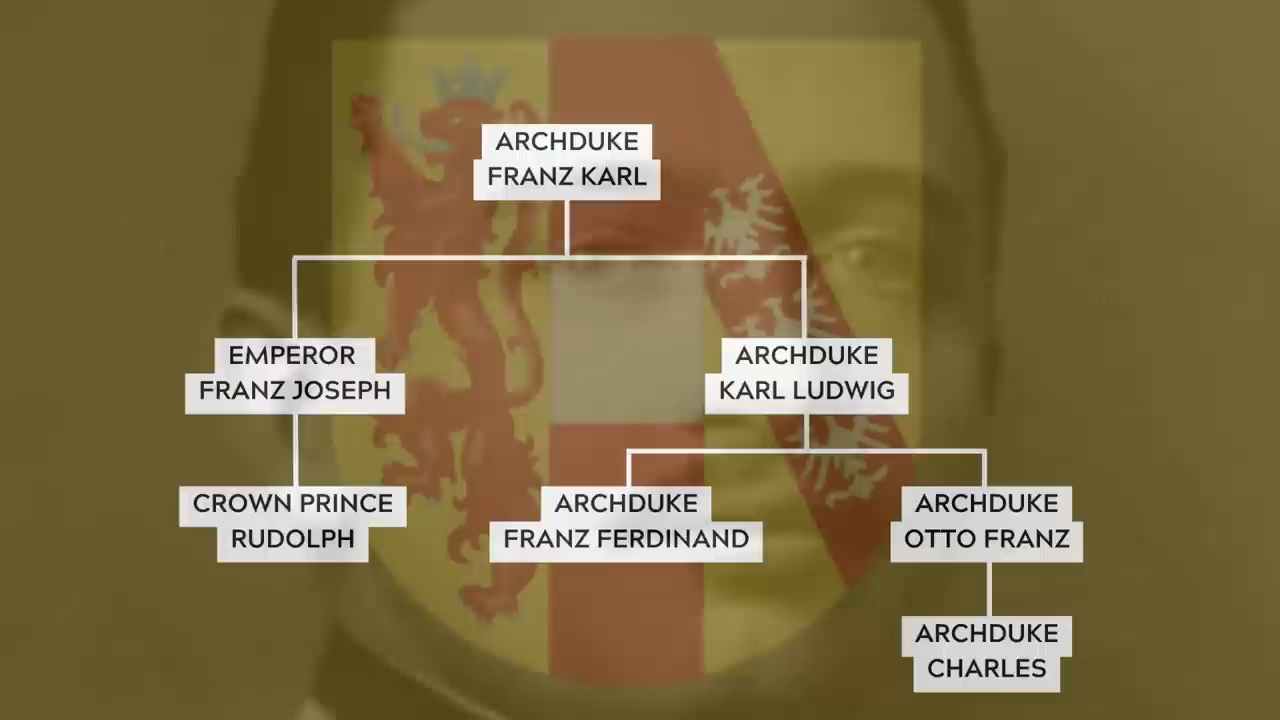 ARCHDUKE
FRANZ KARL
EMPEROR
FRANZ JOSEPH
ARCHDUKE
KARL LUDWIG
CROWN PRINCE
RUDOLPH
ARCHDUKE
FRANZ FERDINAND
ARCHDUKE
OTTO FRANZ
ARCHDUKE
CHARLES